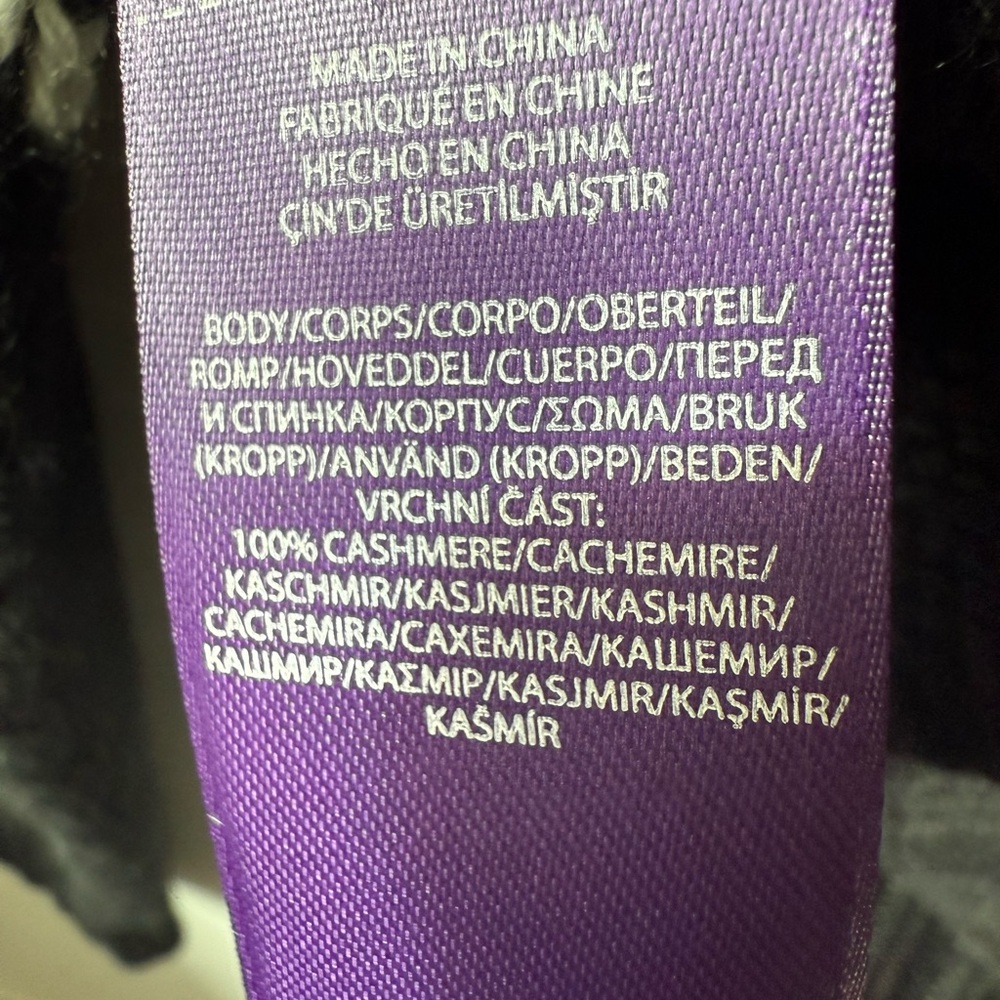 MADE IN CHINA
FABRIQUÉ EN CHINE
HECHO EN CHINA
ÇİN'DE ÜRETİLMİŞTİR
BODY/CORPS/CORPO/OBERTEIL/
ROMP/HOVEDDEL/CUERPO/ПЕРЕД
И СПИНКА/КОРПУС/ΣΩΜΑ/BRUK
(KROPP)/ANVÄND (KROPP)/BEDEN/
VRCHNÍ ČÁST:
100% CASHMERE/CACHEMIRE/
KASCHMIR/KASJMIER/KASHMIR/
CACHEMIRA/CAXEMIRA/КАШЕМИР/
КАШМИР/ΚΑΣΜΙΡ/KASJMIR/KAŞMİR/
KAŠMÍR